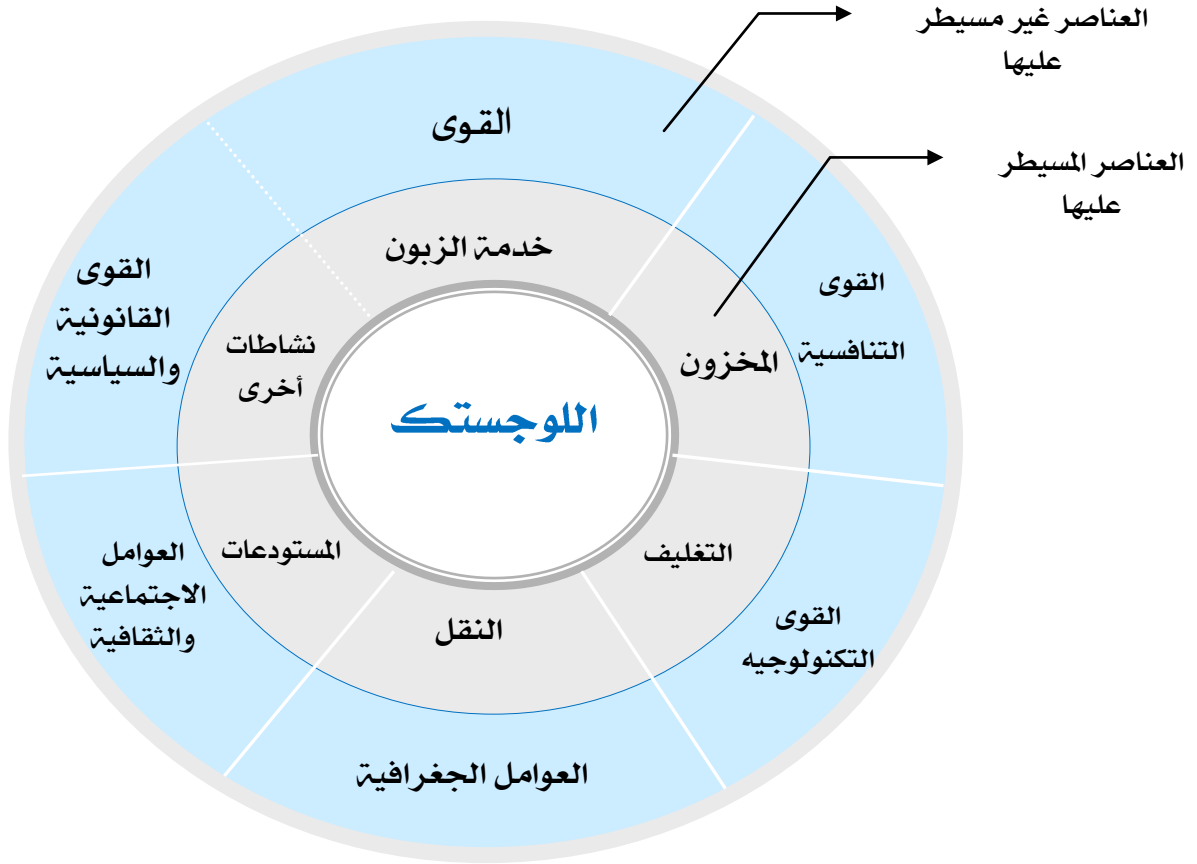 العناصر غير مسيطر
عليها
العناصر المسيطر
عليها
القوى
القوى
التنافسية
القوى
التكنولوجيه
العوامل الجغرافية
العوامل
الاجتماعية
والثقافية
القوى
القانونية
والسياسية
خدمة الزبون
المخزون
التغليف
النقل
المستودعات
نشاطات
أخرى
اللوجستك